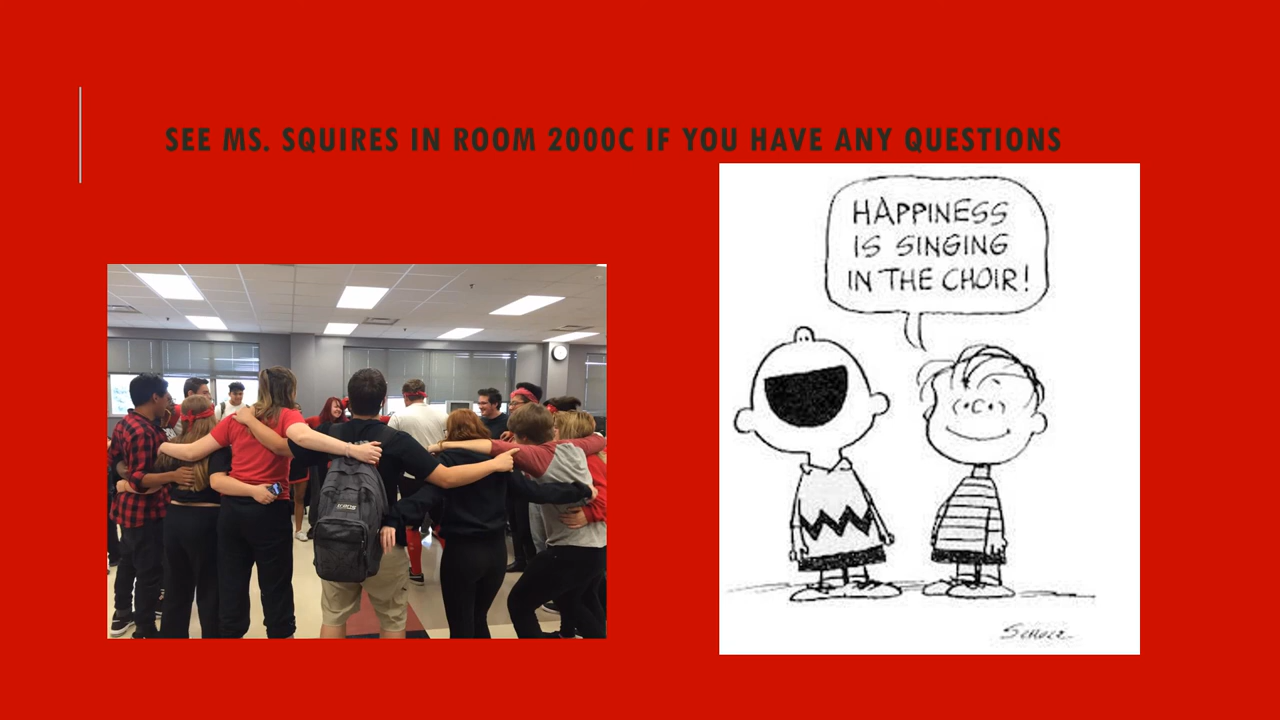 SEE MS. SQUIRES IN ROOM 2000C IF YOU HAVE ANY QUESTIONS
HAPPINESS
IS SINGING
IN THE CHOIR!
SCHULZ